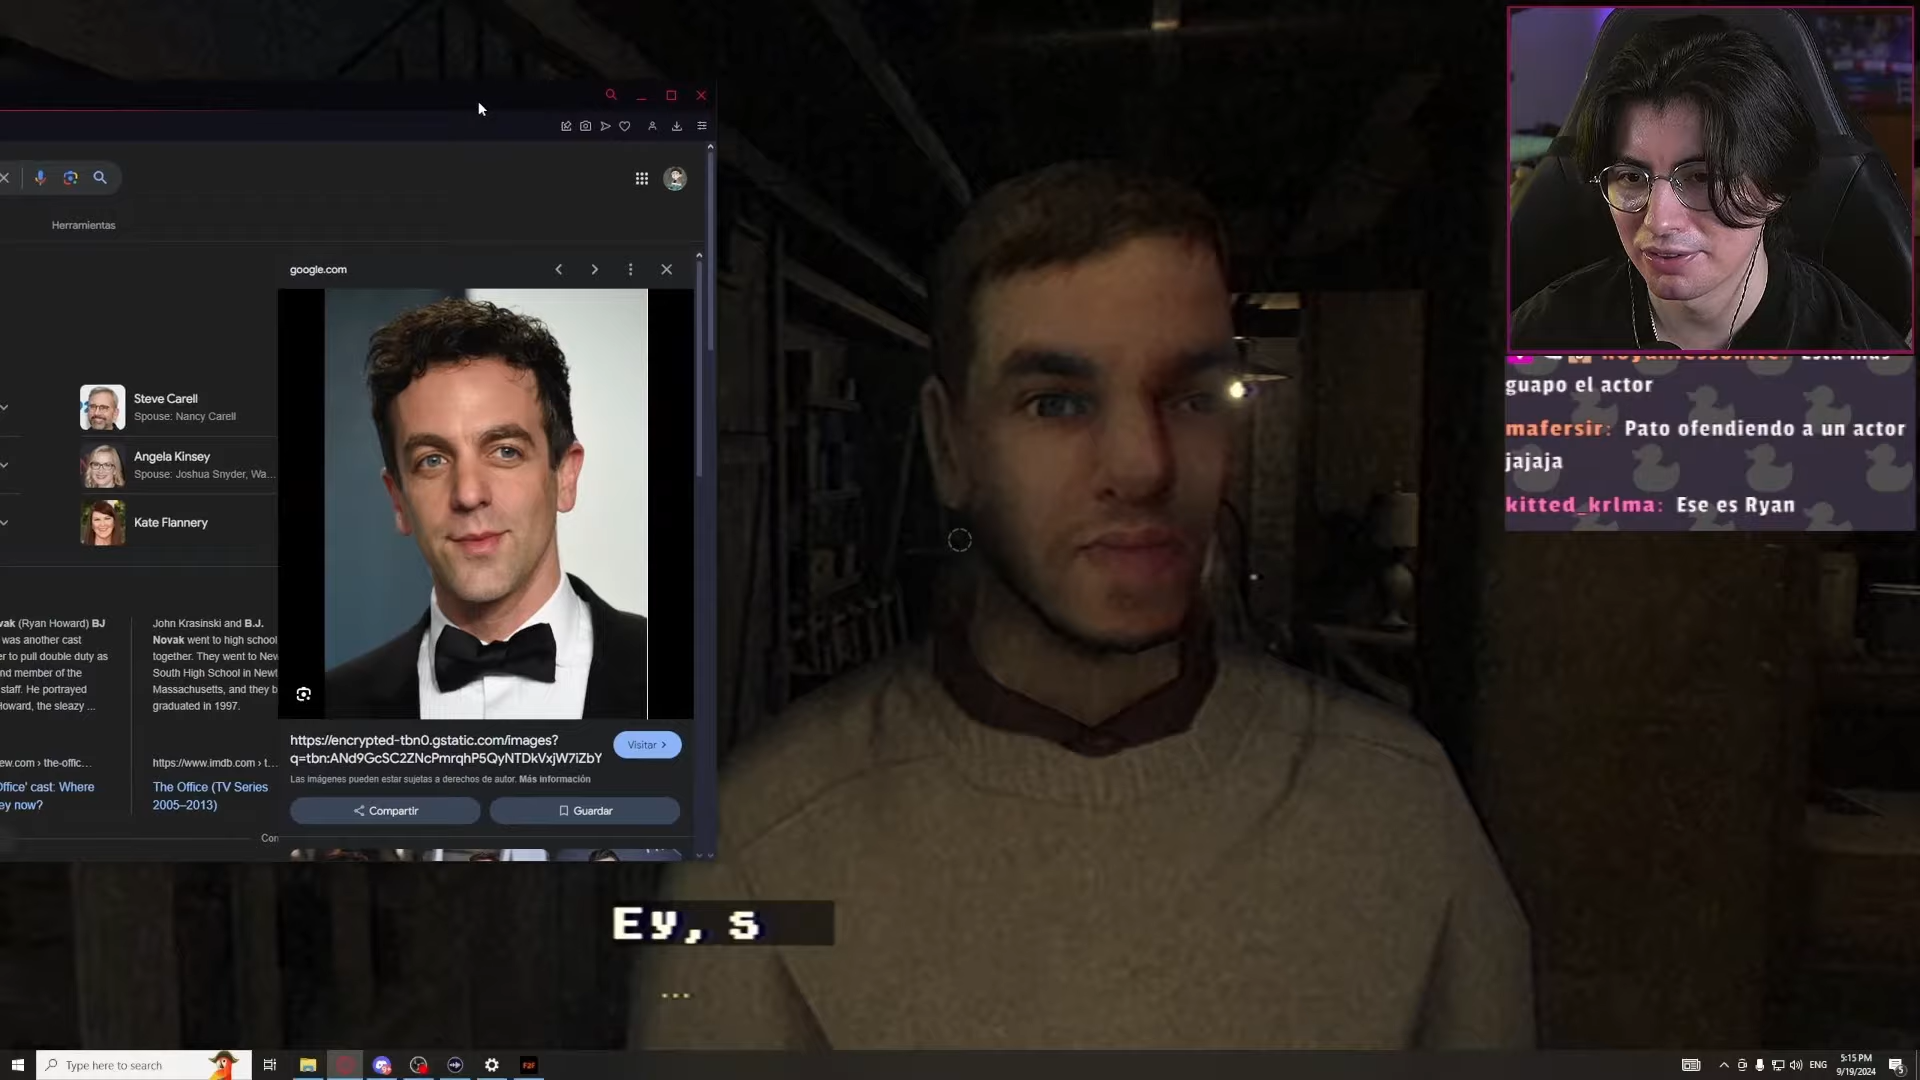 Herramientas
google.com
Steve Carell
Spouse: Nancy Carell
Angela Kinsey
Spouse: Joshua Snyder, Wa...
Kate Flannery
vak (Ryan Howard) BJ
was another cast
er to pull double duty as
nd member of the
staff. He portrayed
Howard, the sleazy ...
ew.com › the-offic...
Office' cast: Where
ey now?
John Krasinski and B.J.
Novak went to high school
together. They went to New
South High School in Newt
Massachusetts, and they b
graduated in 1997.
https://www.imdb.com › t...
The Office (TV Series
2005–2013)
https://encrypted-tbn0.gstatic.com/images?
q=tbn:ANd9GcSC2ZNcPmrqhP5QyNTDkVxjW7iZbY
Visitar >
Las imágenes pueden estar sujetas a derechos de autor. Más información
Compartir
Guardar
guapo el actor
mafersir: Pato ofendiendo a un actor
jajaja
kitted_krlma: Ese es Ryan
Ey, s
...
Type here to search
F2F
ENG
5:15 PM
9/19/2024
5